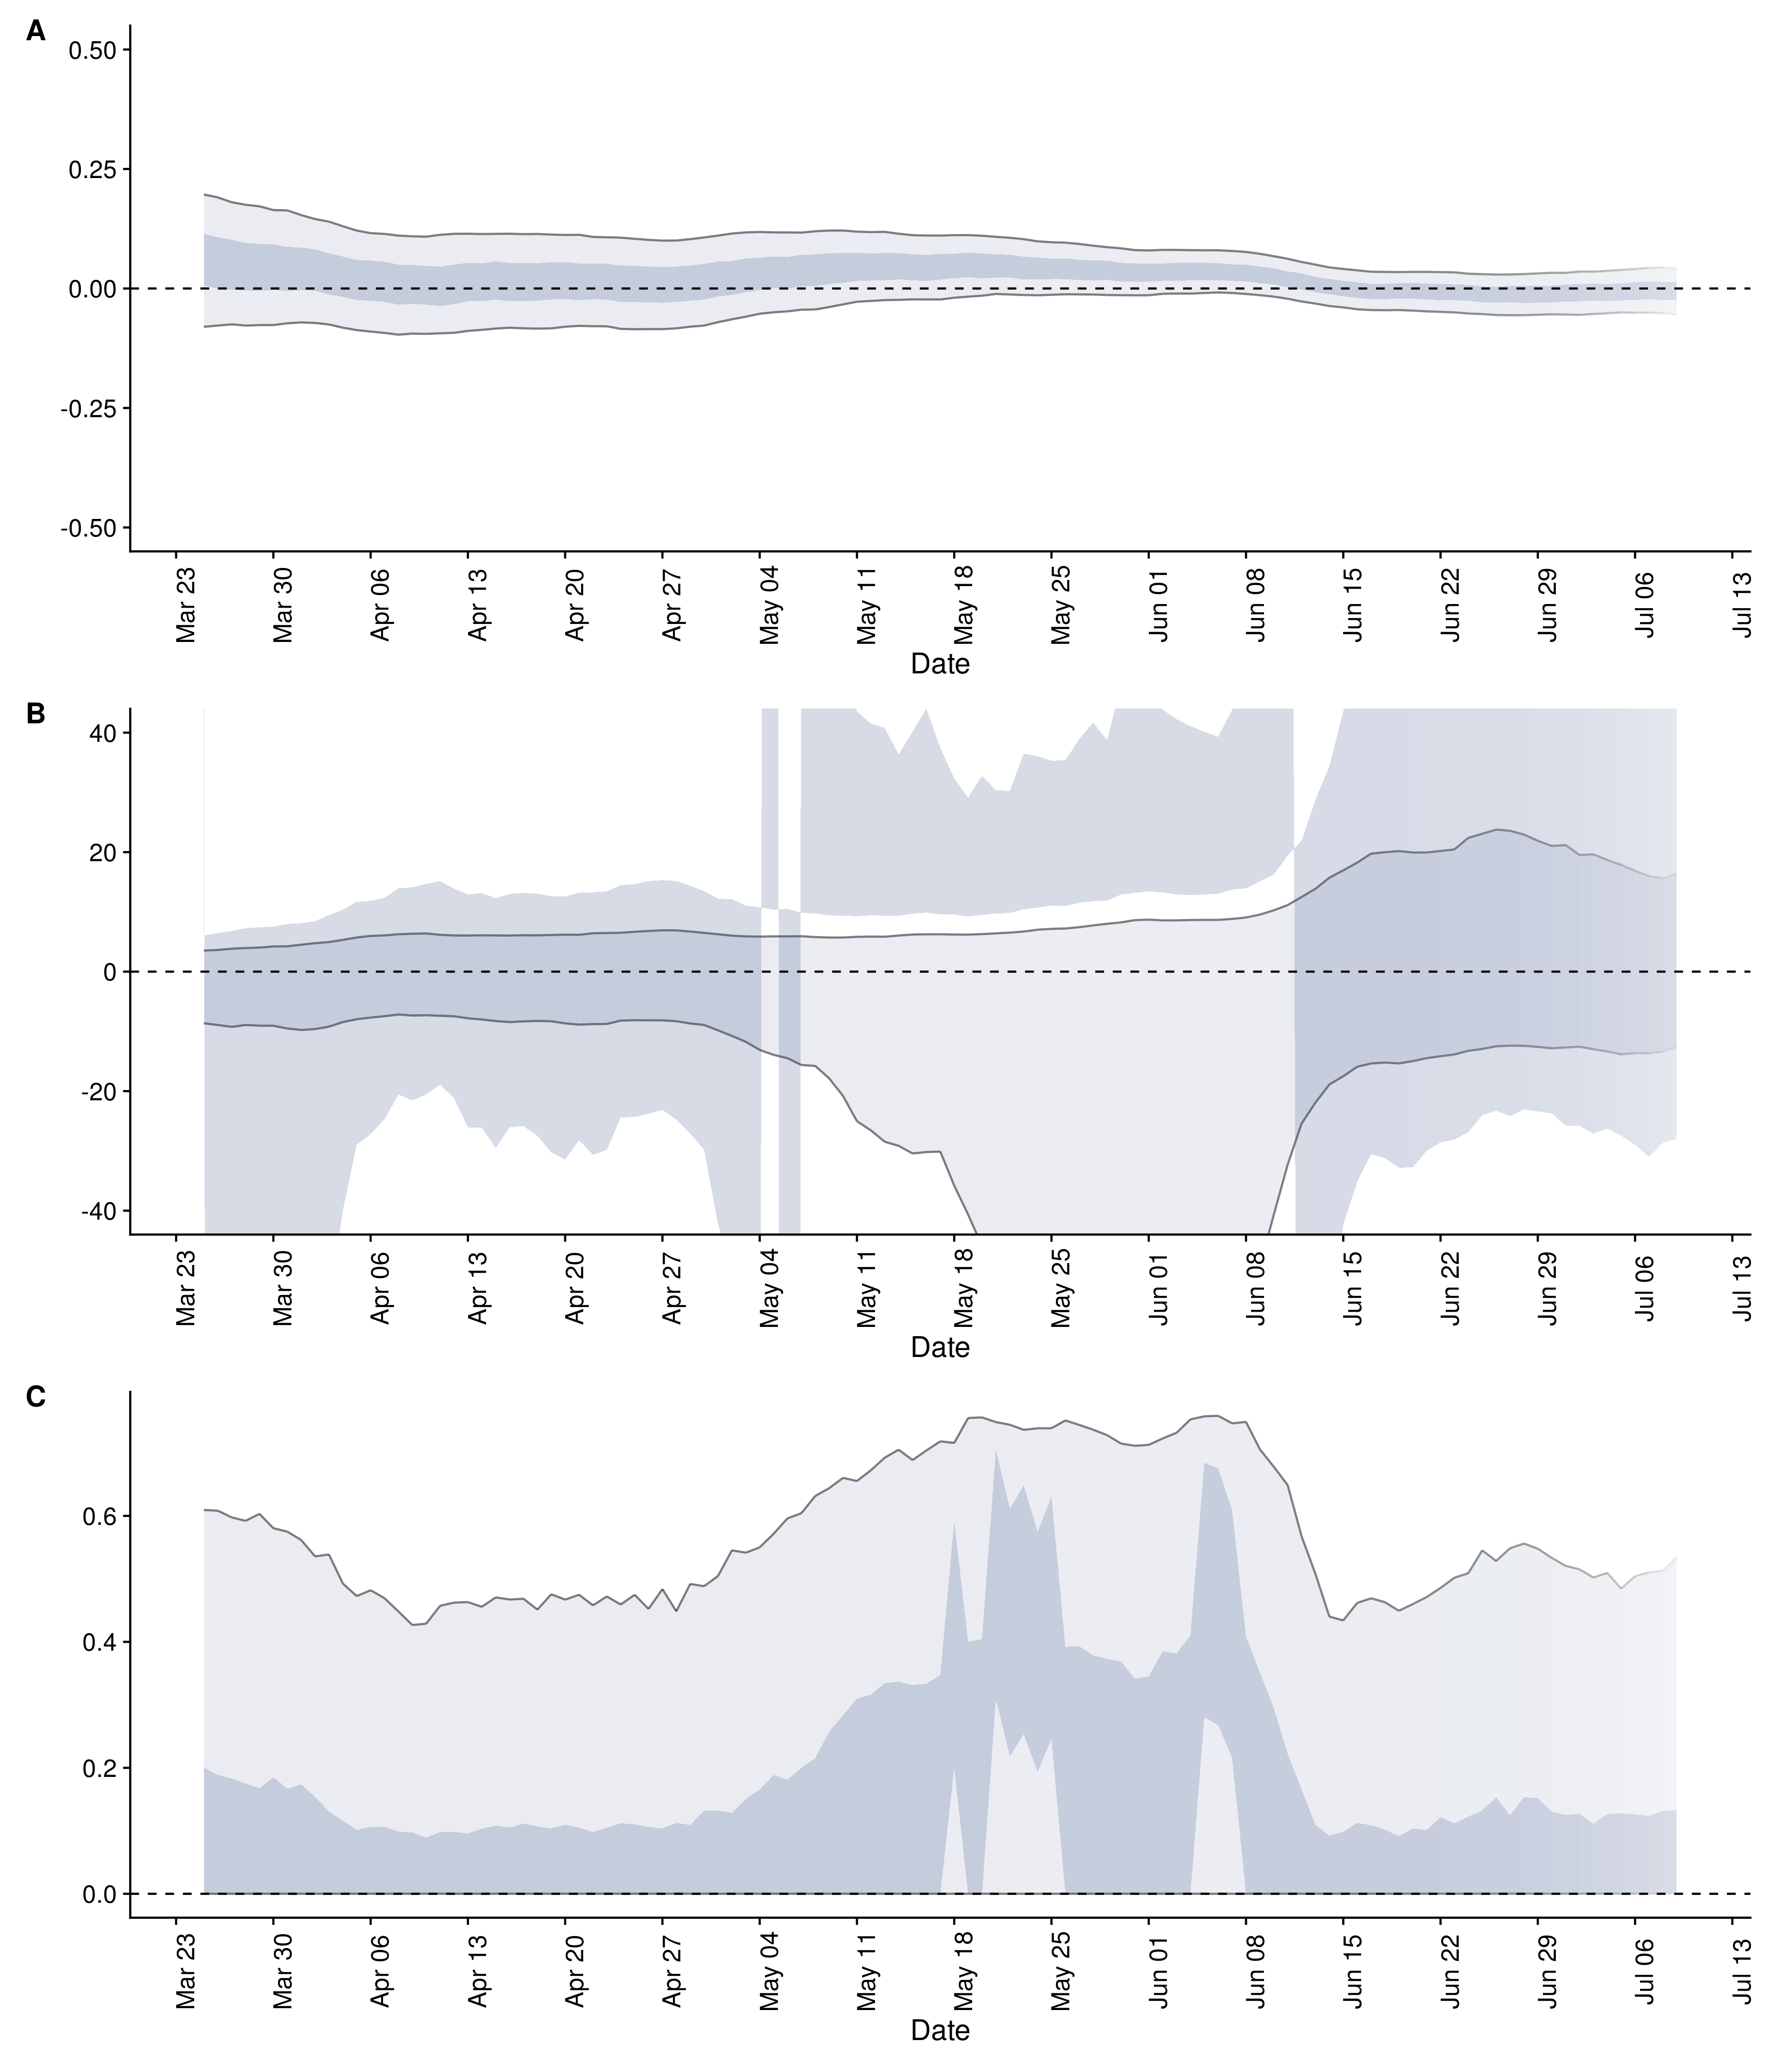 A
0.50
0.25
0.00
-0.25
-0.50
Mar 23
Mar 30
Apr 06
Apr 13
Apr 20
Apr 27
May 04
May 11
May 18
May 25
Jun 01
Jun 08
Jun 15
Jun 22
Jun 29
Jul 06
Jul 13
Date
B
40
20
0
-20
-40
Mar 23
Mar 30
Apr 06
Apr 13
Apr 20
Apr 27
May 04
May 11
May 18
May 25
Jun 01
Jun 08
Jun 15
Jun 22
Jun 29
Jul 06
Jul 13
Date
C
0.6
0.4
0.2
0.0
Mar 23
Mar 30
Apr 06
Apr 13
Apr 20
Apr 27
May 04
May 11
May 18
May 25
Jun 01
Jun 08
Jun 15
Jun 22
Jun 29
Jul 06
Jul 13
Date